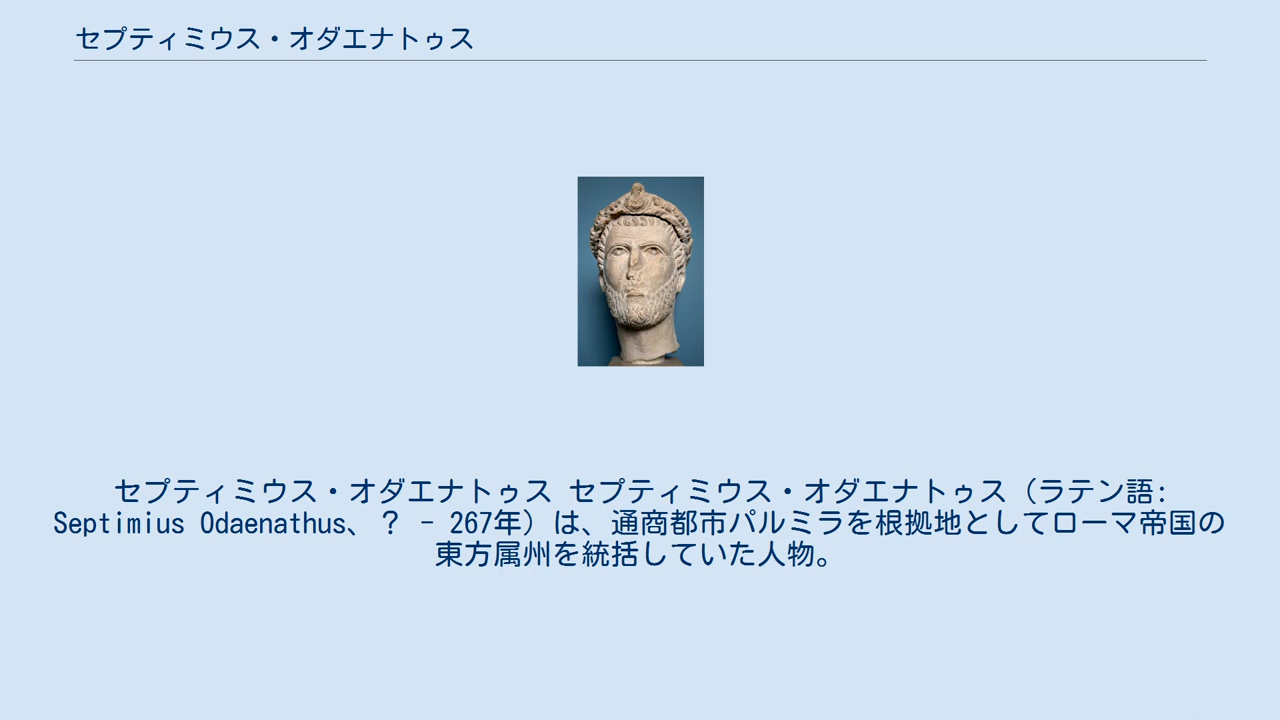 セプティミウス・オダエナトゥス
セプティミウス・オダエナトゥス セプティミウス・オダエナトゥス（ラテン語:
Septimius Odaenathus、？ - 267年）は、通商都市パルミラを根拠地としてローマ帝国の
東方属州を統括していた人物。